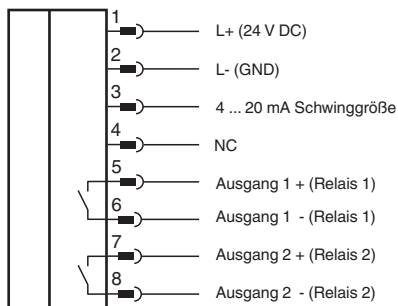 1 L+ (24 V DC)
2 L- (GND)
3 4 ... 20 mA Schwinggröße
4 NC
5 Ausgang 1 + (Relais 1)
6 Ausgang 1 - (Relais 1)
7 Ausgang 2 + (Relais 2)
8 Ausgang 2 - (Relais 2)